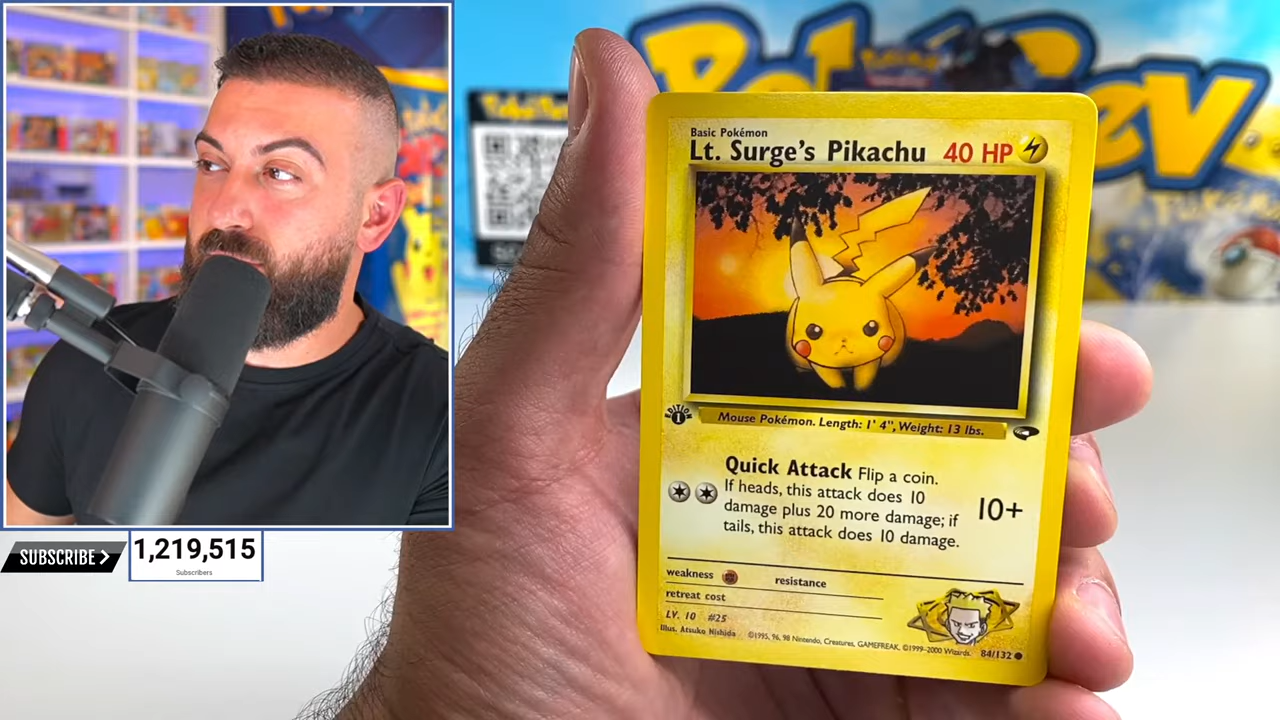 SUBSCRIBE
1,219,515
Subscribers
Basic Pokémon
Lt. Surge's Pikachu 40 HP
EDITION 1
Mouse Pokémon. Length: 1' 4", Weight: 13 lbs.
Quick Attack Flip a coin.
If heads, this attack does 10
damage plus 20 more damage; if
tails, this attack does 10 damage.
10+
weakness
resistance
retreat cost
LV. 10 #25
Illus. Atsuko Nishida ©1995, 96, 98 Nintendo, Creatures, GAMEFREAK. ©1999-2000 Wizards. 84/132